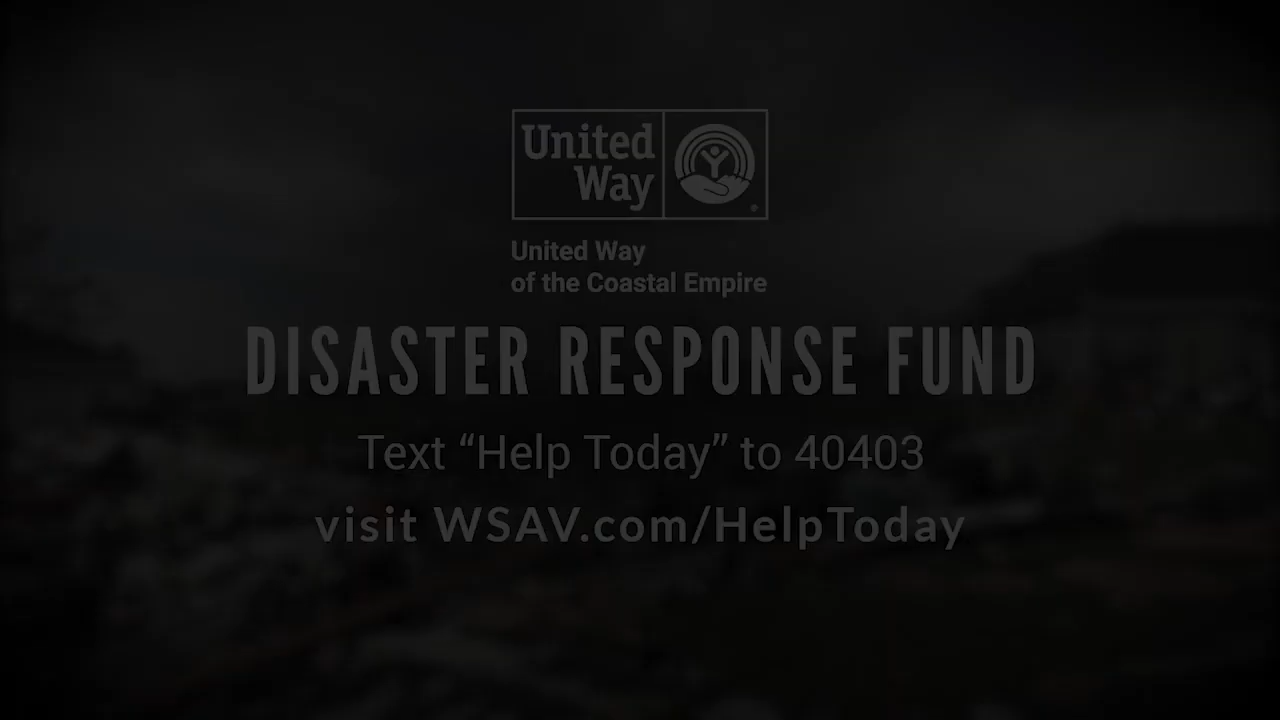 United
Way
United Way
of the Coastal Empire
DISASTER RESPONSE FUND
Text “Help Today” to 40403
visit WSAV.com/HelpToday